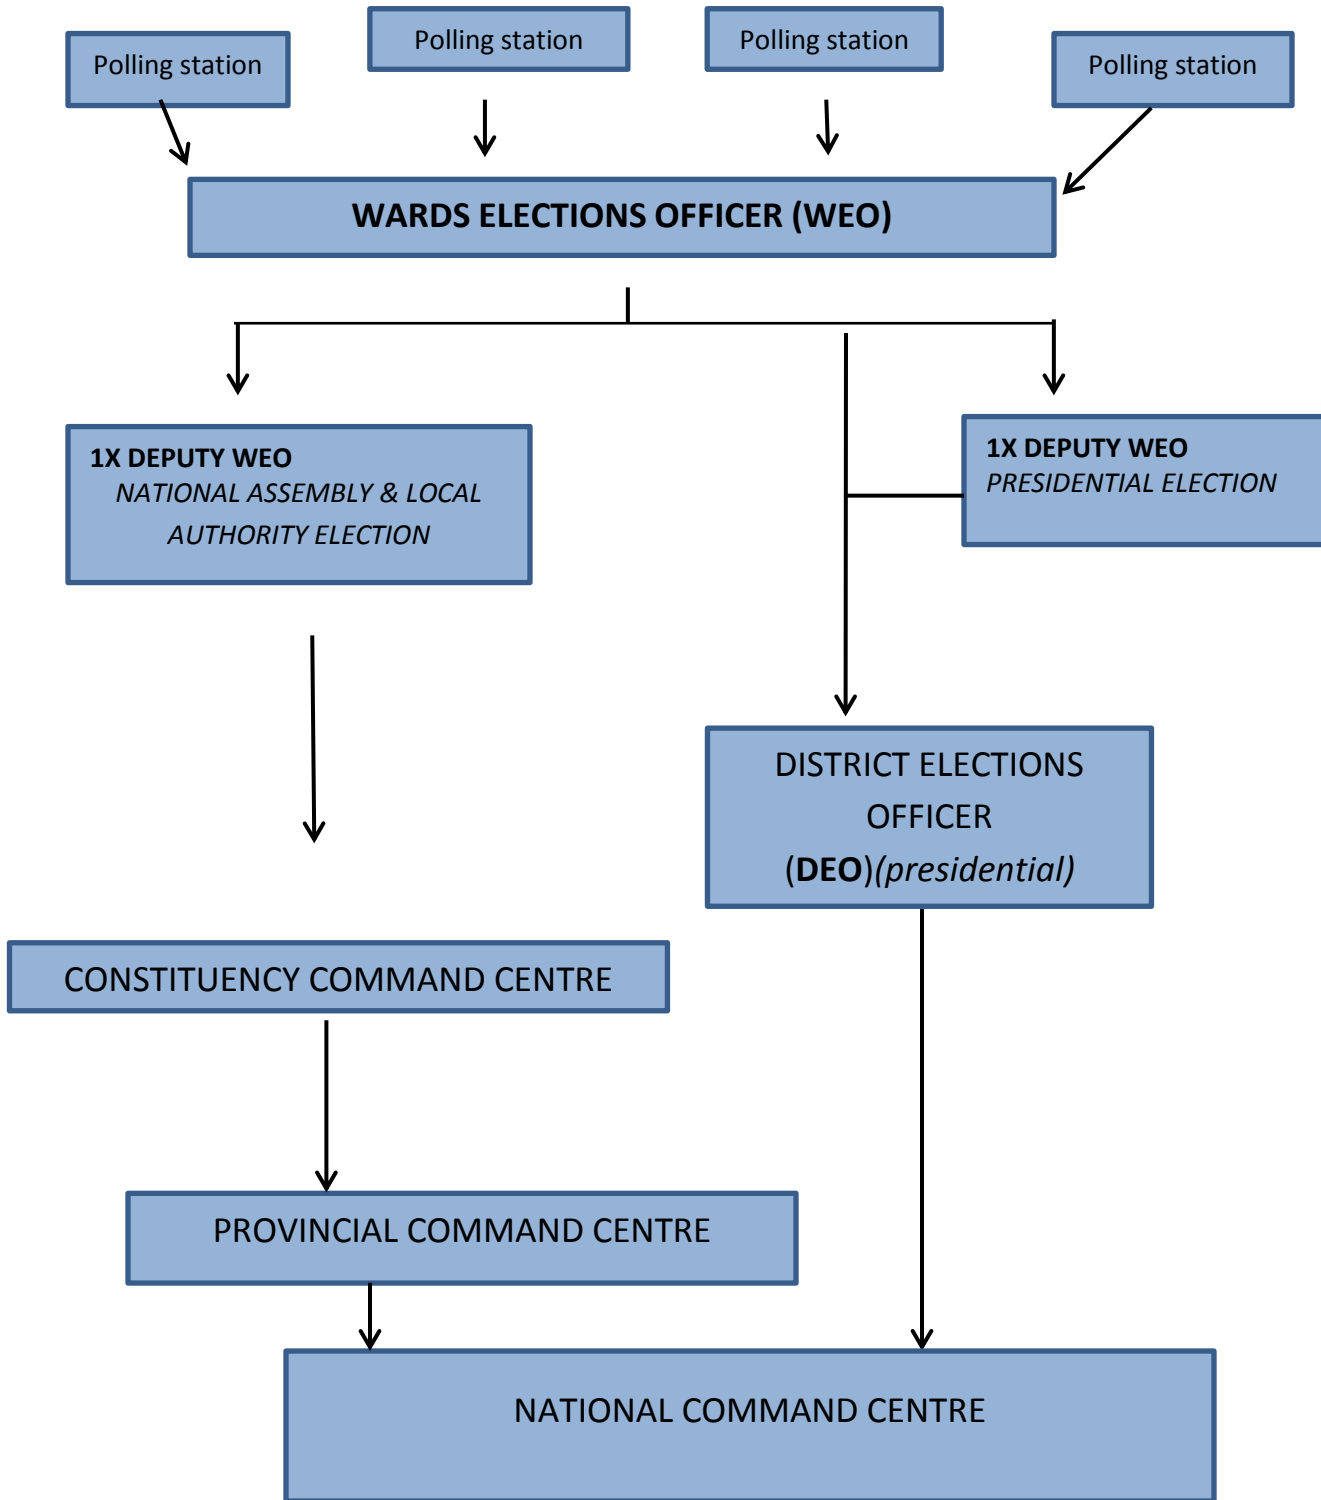 Polling station
Polling station
Polling station
Polling station
WARDS ELECTIONS OFFICER (WEO)
1X DEPUTY WEO
NATIONAL ASSEMBLY & LOCAL
AUTHORITY ELECTION
1X DEPUTY WEO
PRESIDENTIAL ELECTION
DISTRICT ELECTIONS
OFFICER
(DEO)(presidential)
CONSTITUENCY COMMAND CENTRE
PROVINCIAL COMMAND CENTRE
NATIONAL COMMAND CENTRE